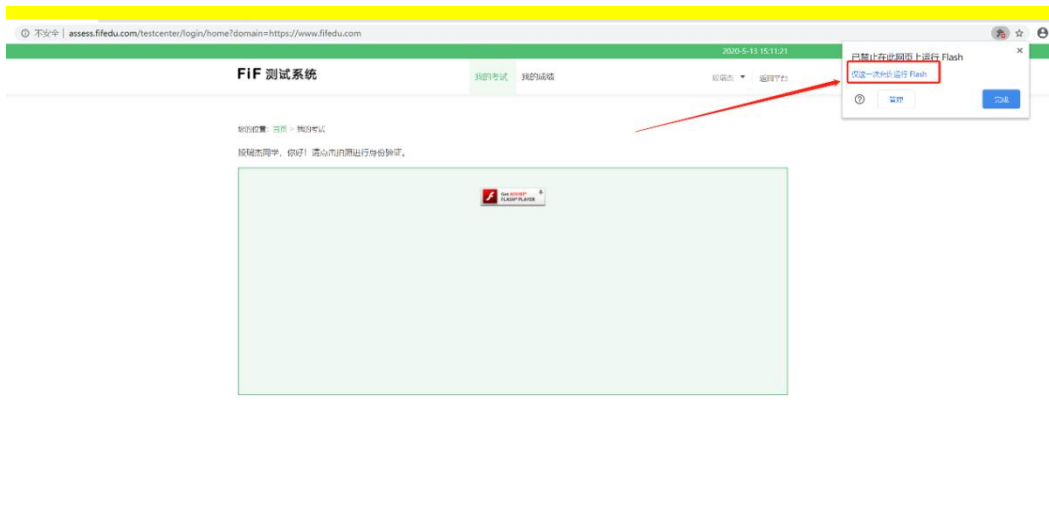 不安全 | assess.fifedu.com/testcenter/login/home?domain=https://www.fifedu.com
2020-5-13 15:11:21
FiF 测试系统
我的考试 我的成绩
返回平台
您的位置：首页 > 我的考试
同学，你好！请点击拍照进行身份验证。
Get ADOBE® FLASH® PLAYER
已禁止在此网页上运行 Flash
仅这一次允许运行 Flash
管理 完成